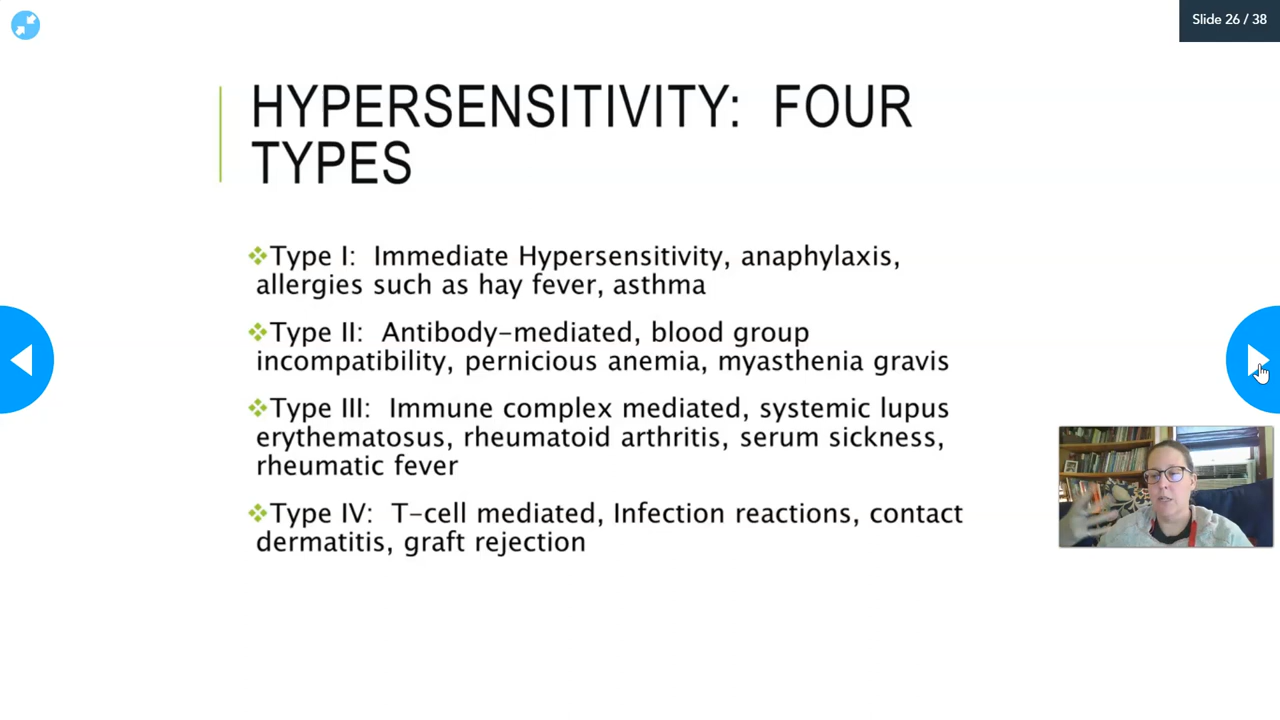 Slide 26 / 38
HYPERSENSITIVITY: FOUR
TYPES
❖Type I: Immediate Hypersensitivity, anaphylaxis,
allergies such as hay fever, asthma
❖Type II: Antibody-mediated, blood group
incompatibility, pernicious anemia, myasthenia gravis
❖Type III: Immune complex mediated, systemic lupus
erythematosus, rheumatoid arthritis, serum sickness,
rheumatic fever
❖Type IV: T-cell mediated, Infection reactions, contact
dermatitis, graft rejection